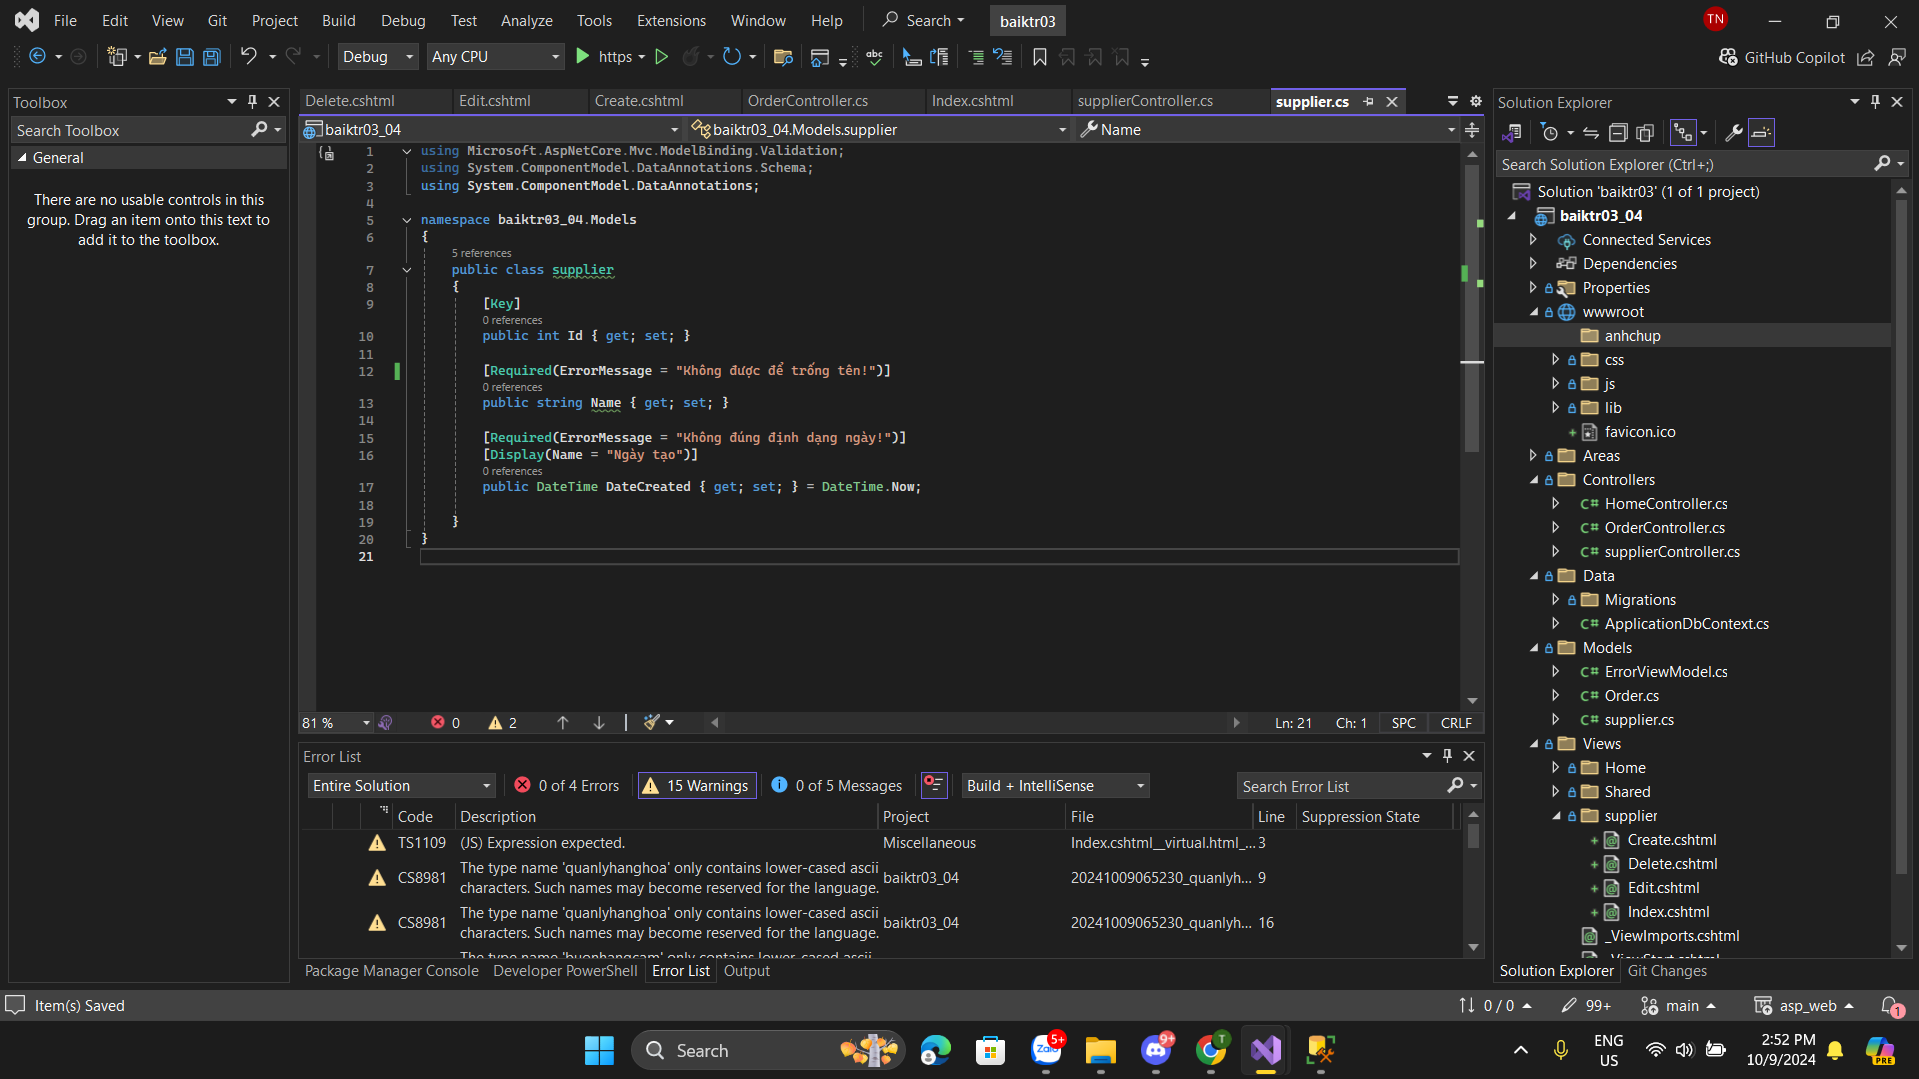 File Edit View Git Project Build Debug Test Analyze Tools Extensions Window Help Search baiktr03 TN
Debug Any CPU https GitHub Copilot
Toolbox
Search Toolbox
General
There are no usable controls in this
group. Drag an item onto this text to
add it to the toolbox.
Delete.cshtml Edit.cshtml Create.cshtml OrderController.cs Index.cshtml supplierController.cs supplier.cs
baiktr03_04 baiktr03_04.Models.supplier Name
1 using Microsoft.AspNetCore.Mvc.ModelBinding.Validation;
2 using System.ComponentModel.DataAnnotations.Schema;
3 using System.ComponentModel.DataAnnotations;
4
5 namespace baiktr03_04.Models
6 {
5 references
7 public class supplier
8 {
9 [Key]
0 references
10 public int Id { get; set; }
11
12 [Required(ErrorMessage = "Không được để trống tên!")]
0 references
13 public string Name { get; set; }
14
15 [Required(ErrorMessage = "Không đúng định dạng ngày!")]
16 [Display(Name = "Ngày tạo")]
0 references
17 public DateTime DateCreated { get; set; } = DateTime.Now;
18
19 }
20 }
21
81 % 0 2 Ln: 21 Ch: 1 SPC CRLF
Error List
Entire Solution 0 of 4 Errors 15 Warnings 0 of 5 Messages Build + IntelliSense Search Error List
Code Description Project File Line Suppression State
TS1109 (JS) Expression expected. Miscellaneous Index.cshtml__virtual.html_... 3
CS8981 The type name 'quanlyhanghoa' only contains lower-cased ascii
characters. Such names may become reserved for the language. baiktr03_04 20241009065230_quanlyh... 9
CS8981 The type name 'quanlyhanghoa' only contains lower-cased ascii
characters. Such names may become reserved for the language. baiktr03_04 20241009065230_quanlyh... 16
Package Manager Console Developer PowerShell Error List Output
Solution Explorer
Search Solution Explorer (Ctrl+;)
Solution 'baiktr03' (1 of 1 project)
baiktr03_04
Connected Services
Dependencies
Properties
wwwroot
anhchup
css
js
lib
favicon.ico
Areas
Controllers
C# HomeController.cs
C# OrderController.cs
C# supplierController.cs
Data
Migrations
C# ApplicationDbContext.cs
Models
C# ErrorViewModel.cs
C# Order.cs
C# supplier.cs
Views
Home
Shared
supplier
Create.cshtml
Delete.cshtml
Edit.cshtml
Index.cshtml
_ViewImports.cshtml
Solution Explorer Git Changes
Item(s) Saved 0 / 0 99+ main asp_web 1
Search Zalo 5+ 9+ T PRE
ENG
US
2:52 PM
10/9/2024